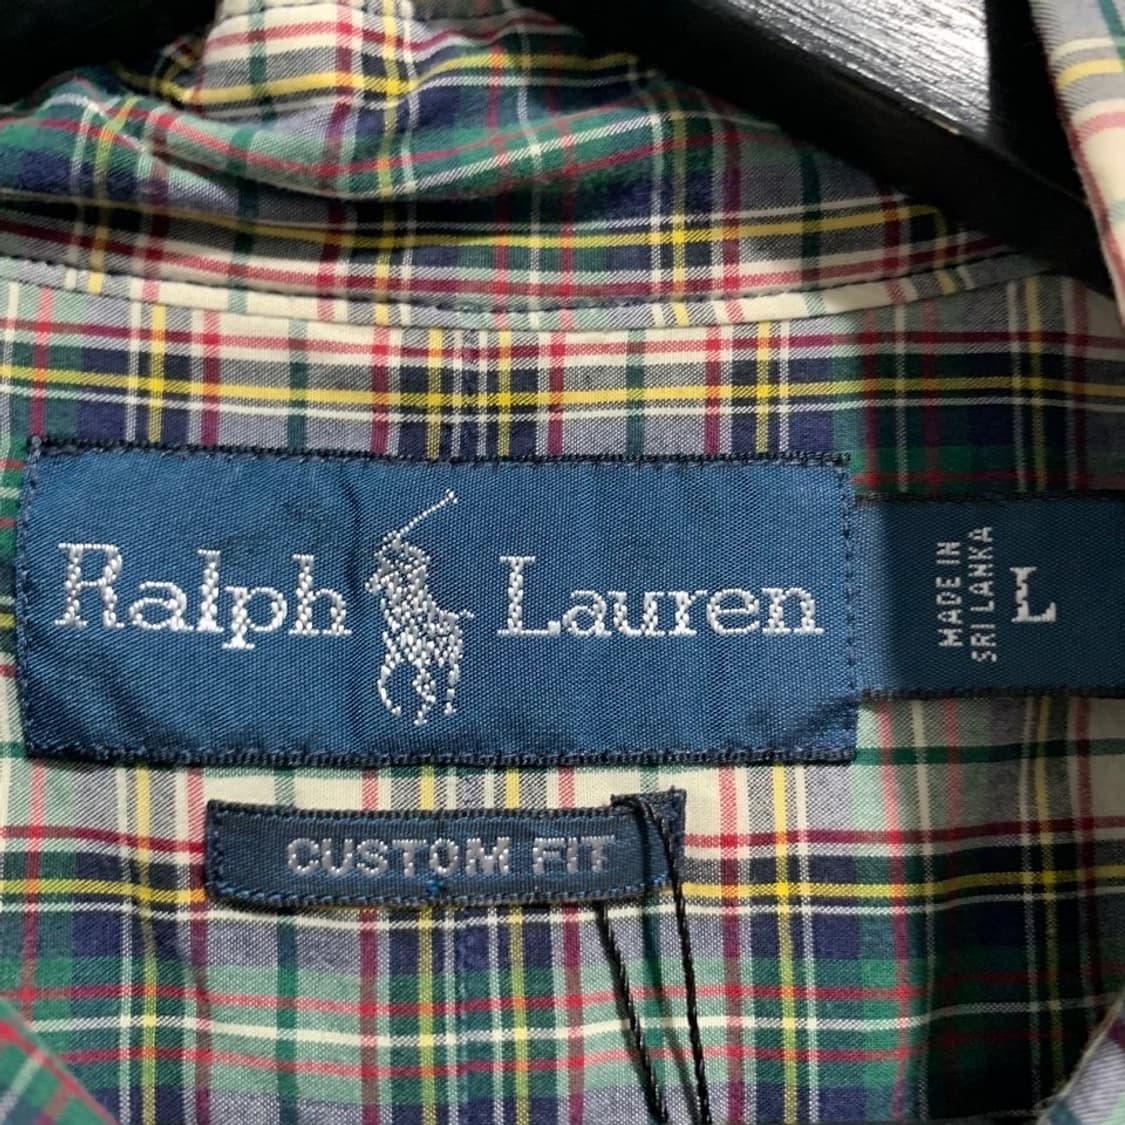 Ralph Lauren
MADE IN
SRI LANKA
L
CUSTOM FIT